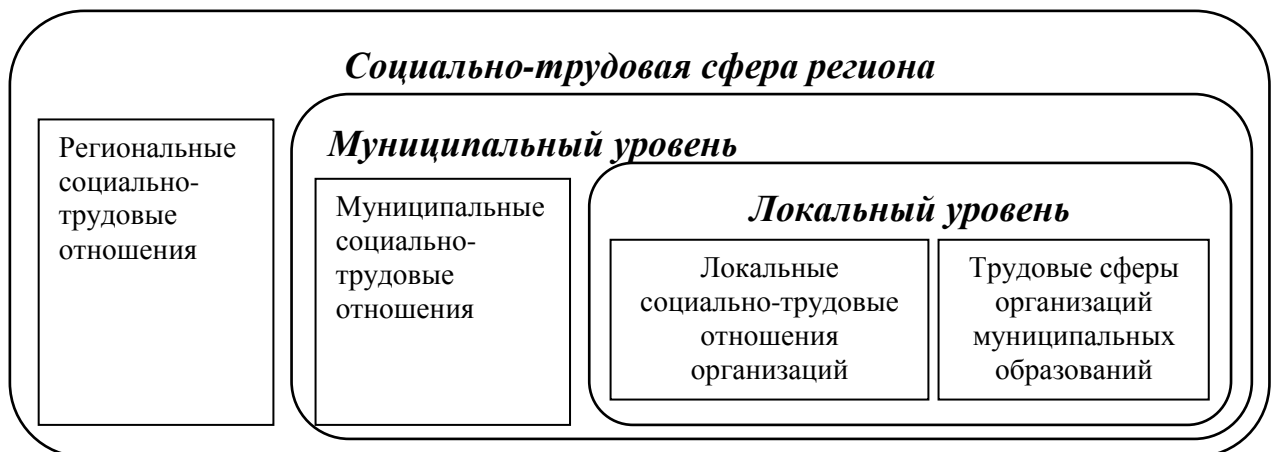 Социально-трудовая сфера региона
Региональные
социально-
трудовые
отношения
Муниципальный уровень
Муниципальные
социально-
трудовые
отношения
Локальный уровень
Локальные
социально-трудовые
отношения
организаций
Трудовые сферы
организаций
муниципальных
образований